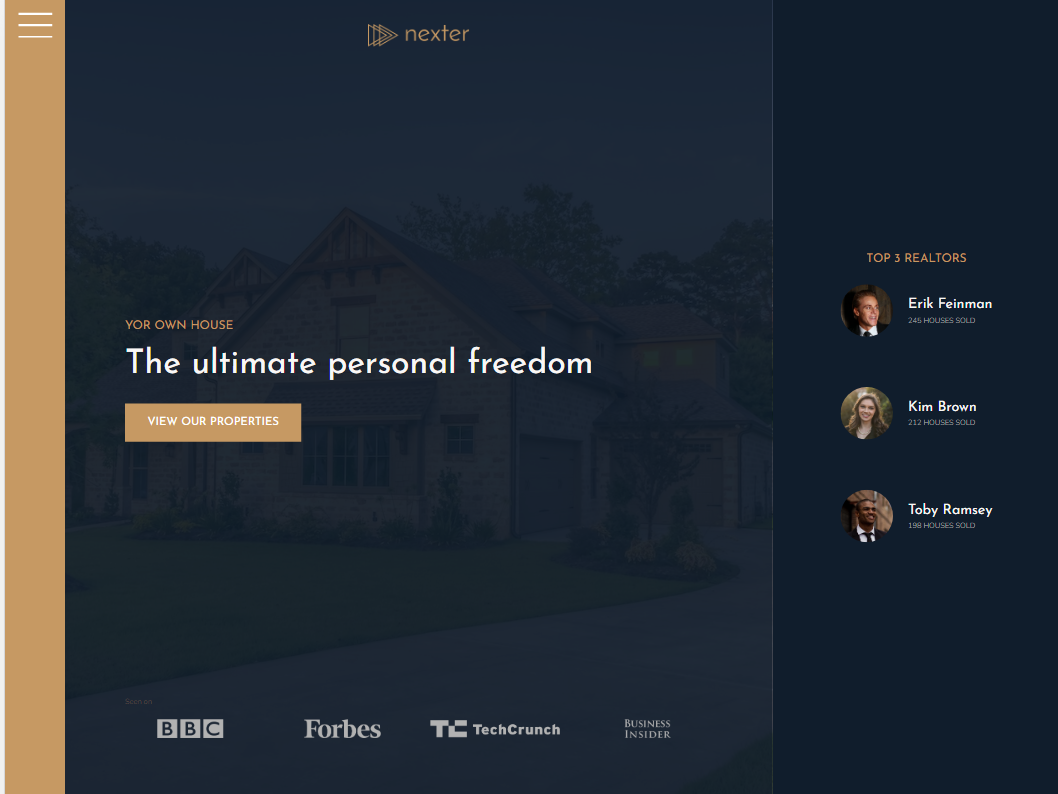 nexter
YOR OWN HOUSE
The ultimate personal freedom
VIEW OUR PROPERTIES
Seen on
BBC
Forbes
TC TechCrunch
BUSINESS
INSIDER
TOP 3 REALTORS
Erik Feinman
245 HOUSES SOLD
Kim Brown
212 HOUSES SOLD
Toby Ramsey
198 HOUSES SOLD